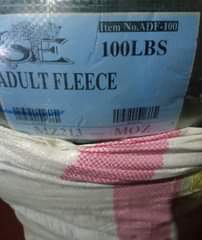 SE
Item No.ADF-100
100LBS
ADULT FLEECE
MOZ